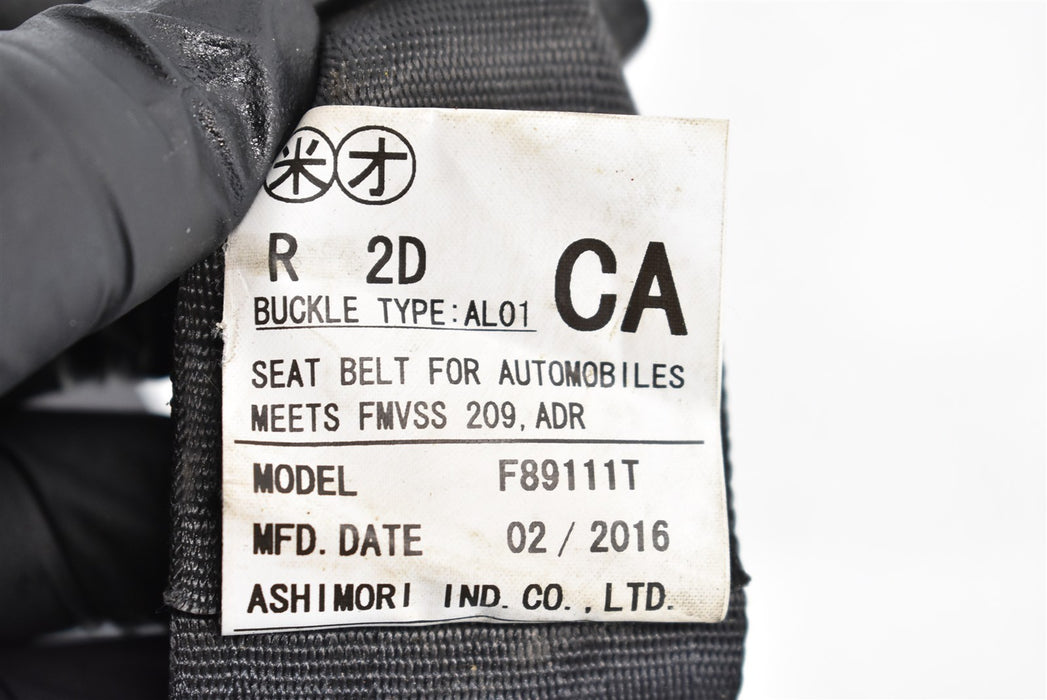 米 才
R 2D
CA
BUCKLE TYPE:AL01
SEAT BELT FOR AUTOMOBILES
MEETS FMVSS 209, ADR
MODEL F89111T
MFD. DATE 02 / 2016
ASHIMORI IND. CO., LTD.